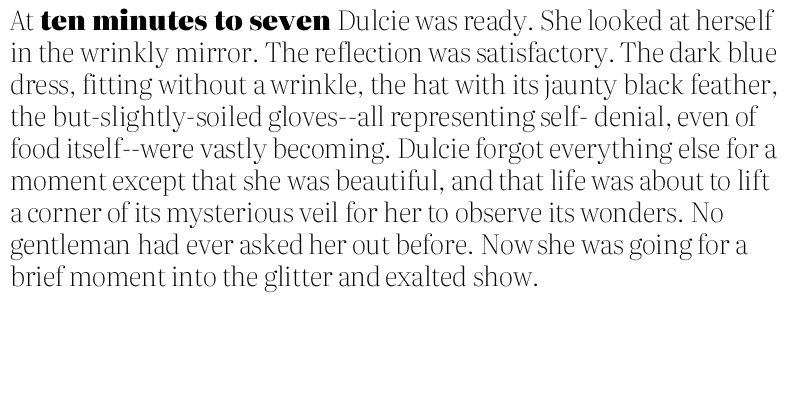 At ten minutes to seven Dulcie was ready. She looked at herself
in the wrinkly mirror. The reflection was satisfactory. The dark blue
dress, fitting without a wrinkle, the hat with its jaunty black feather,
the but-slightly-soiled gloves--all representing self- denial, even of
food itself--were vastly becoming. Dulcie forgot everything else for a
moment except that she was beautiful, and that life was about to lift
a corner of its mysterious veil for her to observe its wonders. No
gentleman had ever asked her out before. Now she was going for a
brief moment into the glitter and exalted show.